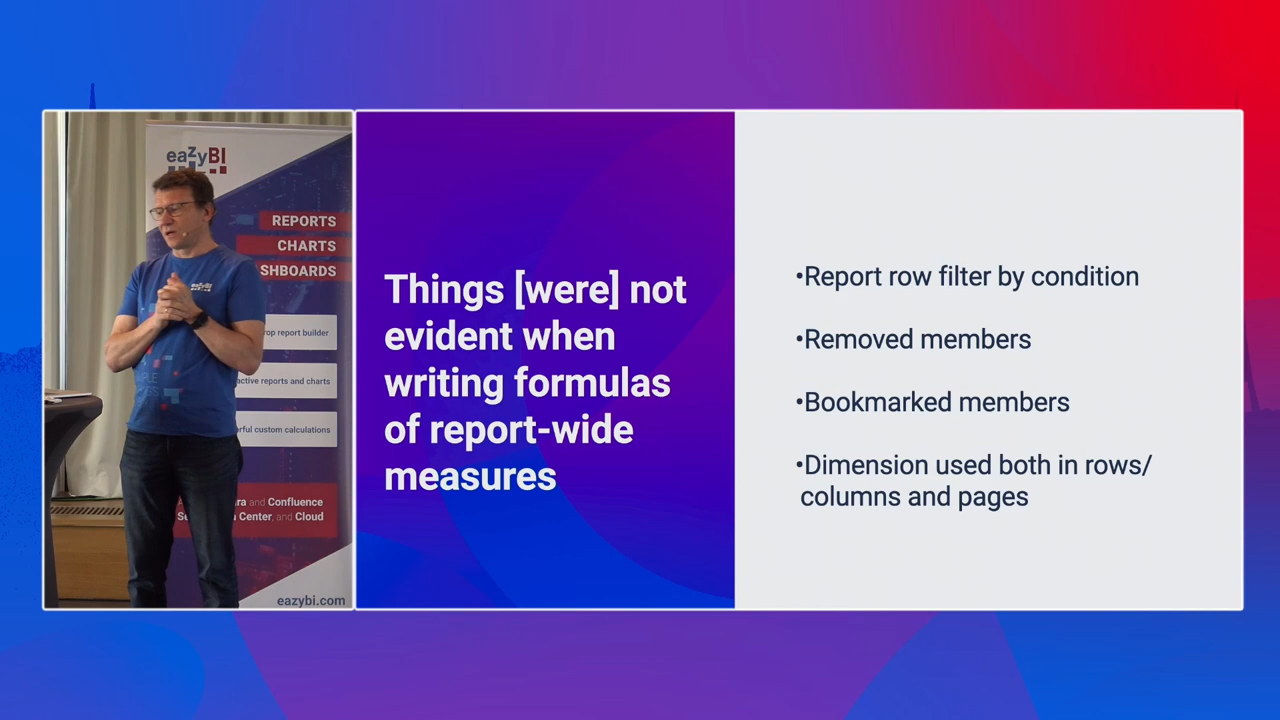 eazyBI
REPORTS
CHARTS
SHBOARDS
rop report builder
active reports and charts
rful custom calculations
ra and Confluence
Center, and Cloud
eazybi.com
eazyBI
Things [were] not
evident when
writing formulas
of report-wide
measures
•Report row filter by condition
•Removed members
•Bookmarked members
•Dimension used both in rows/
columns and pages